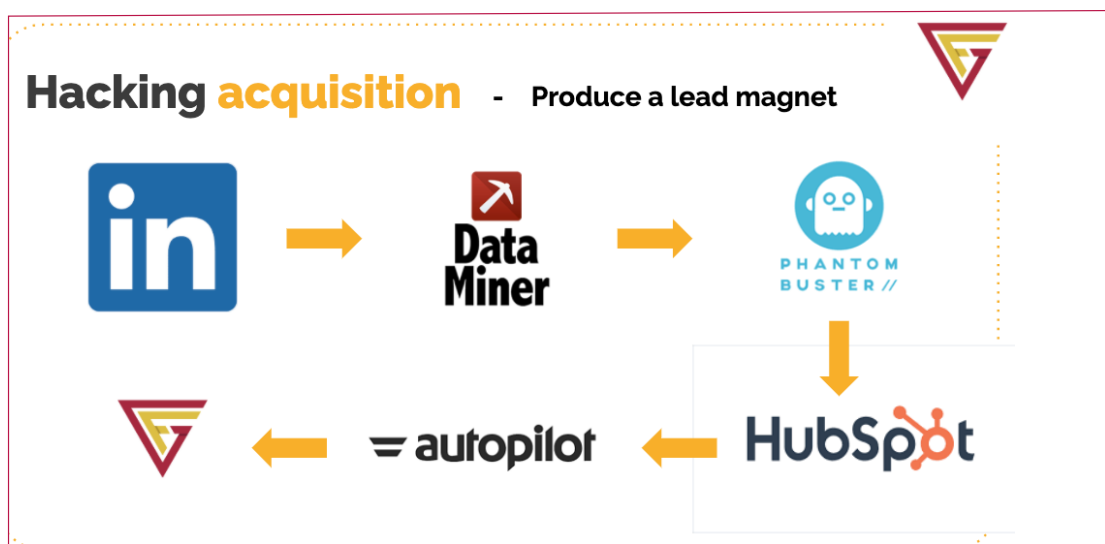 Hacking acquisition - Produce a lead magnet
in
Data
Miner
PHANTOM
BUSTER //
autopilot
HubSpot